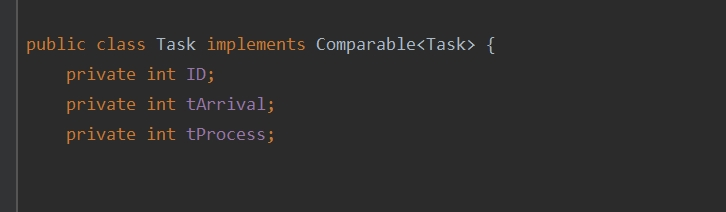 public class Task implements Comparable<Task> {
private int ID;
private int tArrival;
private int tProcess;